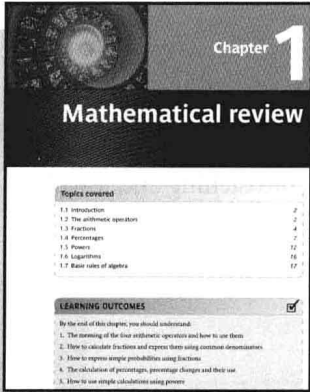 Chapter 1
Mathematical review
Topics covered
1.1 Introduction 2
1.2 The arithmetic operators 2
1.3 Fractions 4
1.4 Percentages 7
1.5 Powers 12
1.6 Logarithms 16
1.7 Basic rules of algebra 17
LEARNING OUTCOMES
By the end of this chapter, you should understand:
1. The meaning of the four arithmetic operators and how to use them
2. How to calculate fractions and express them using common denominators
3. How to express simple probabilities using fractions
4. The calculation of percentages, percentage changes and their use
5. How to use simple calculations using powers